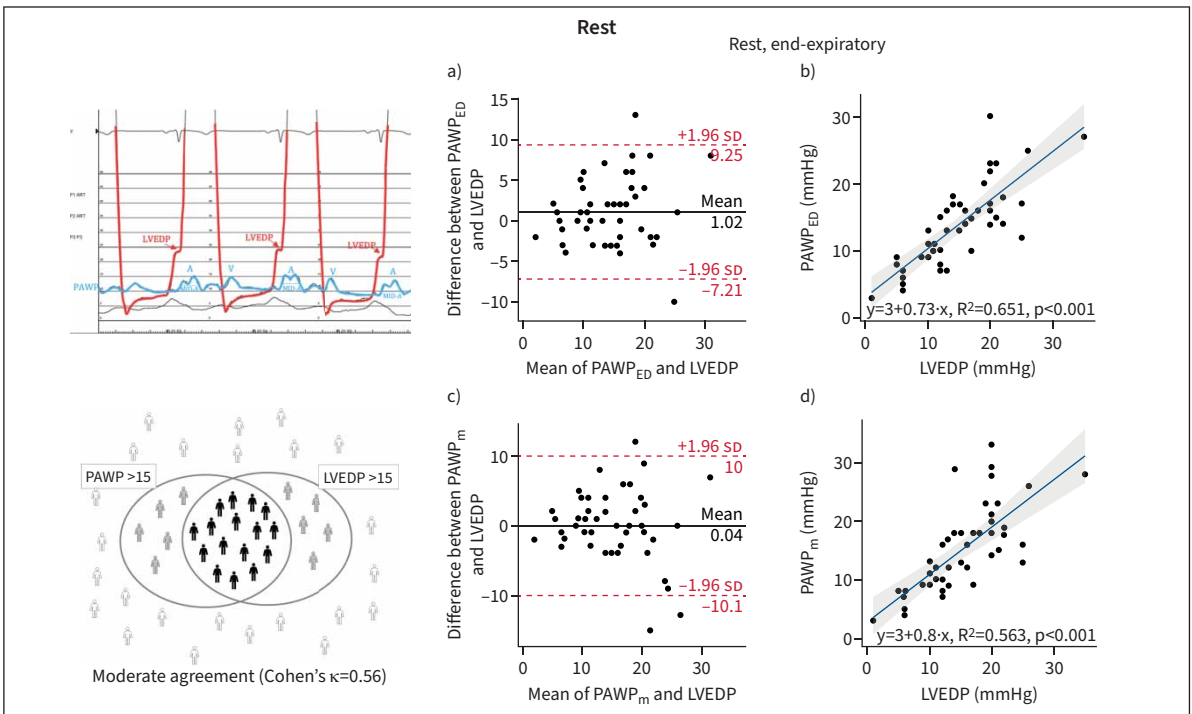 Rest
Rest, end-expiratory
LVEDP
LVEDP
LVEDP
PAWP
A
V
A
V
A
MID-A
MID-A
MID-A
PAWP >15
LVEDP >15
Moderate agreement (Cohen's κ=0.56)
a)
Difference between PAWP_ED
and LVEDP
15
10
5
0
−5
−10
+1.96 SD
9.25
Mean
1.02
−1.96 SD
−7.21
0
10
20
30
Mean of PAWP_ED and LVEDP
b)
PAWP_ED (mmHg)
30
20
10
0
y=3+0.73·x, R²=0.651, p<0.001
0
10
20
30
LVEDP (mmHg)
c)
Difference between PAWP_m
and LVEDP
10
0
−10
+1.96 SD
10
Mean
0.04
−1.96 SD
−10.1
0
10
20
30
Mean of PAWP_m and LVEDP
d)
PAWP_m (mmHg)
30
20
10
0
y=3+0.8·x, R²=0.563, p<0.001
0
10
20
30
LVEDP (mmHg)